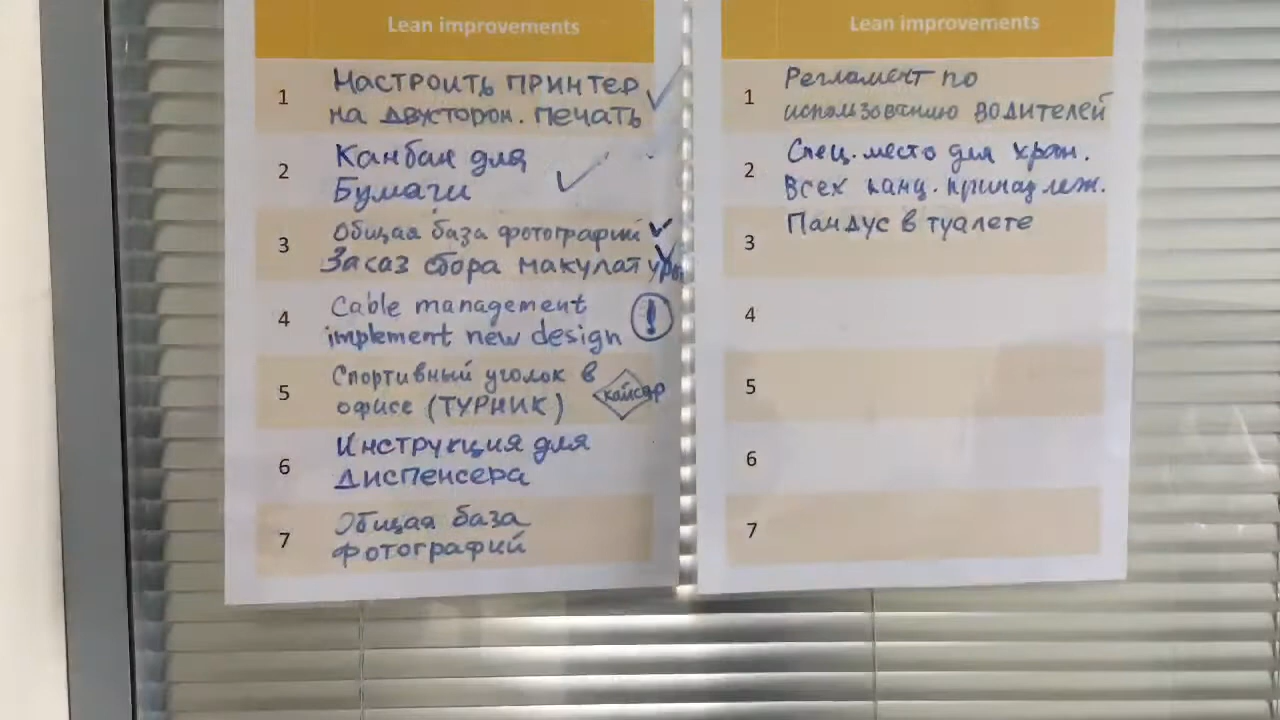 Lean improvements
1 Настроить принтер
на двусторон. печать
2 Канбан для
Бумаги
3 Общая база фотографий
Заказ сбора макулатуры
4 Cable management
implement new design
5 Спортивный уголок в
офисе (ТУРНИК)
кайсар
6 Инструкция для
диспенсера
7 Общая база
фотографий
Lean improvements
1 Регламент по
использованию водителей
2 Спец. место для хран.
всех канц. принадлеж.
3 Пандус в туалете
4
5
6
7